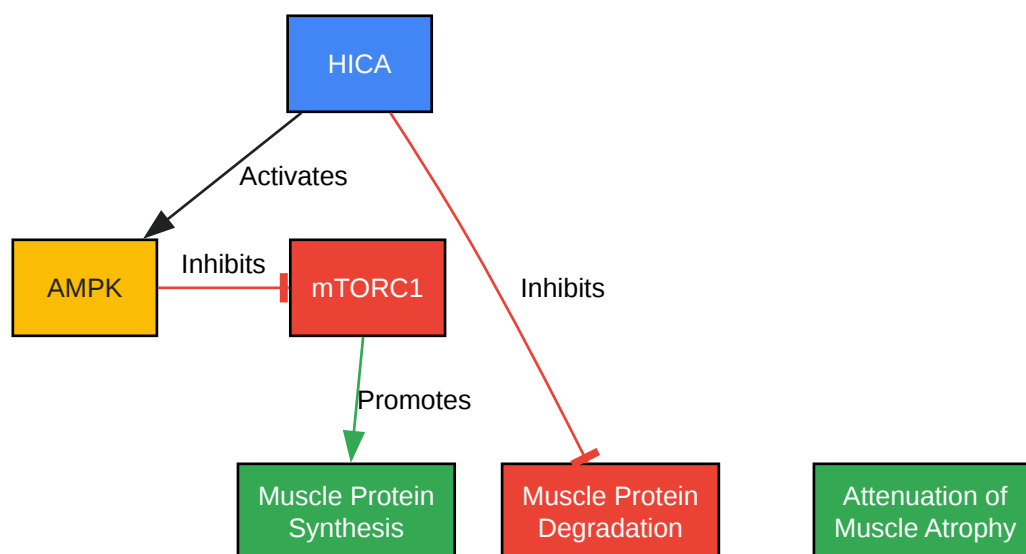 HICA
Activates
AMPK
Inhibits
mTORC1
Inhibits
Promotes
Muscle Protein
Synthesis
Muscle Protein
Degradation
Attenuation of
Muscle Atrophy